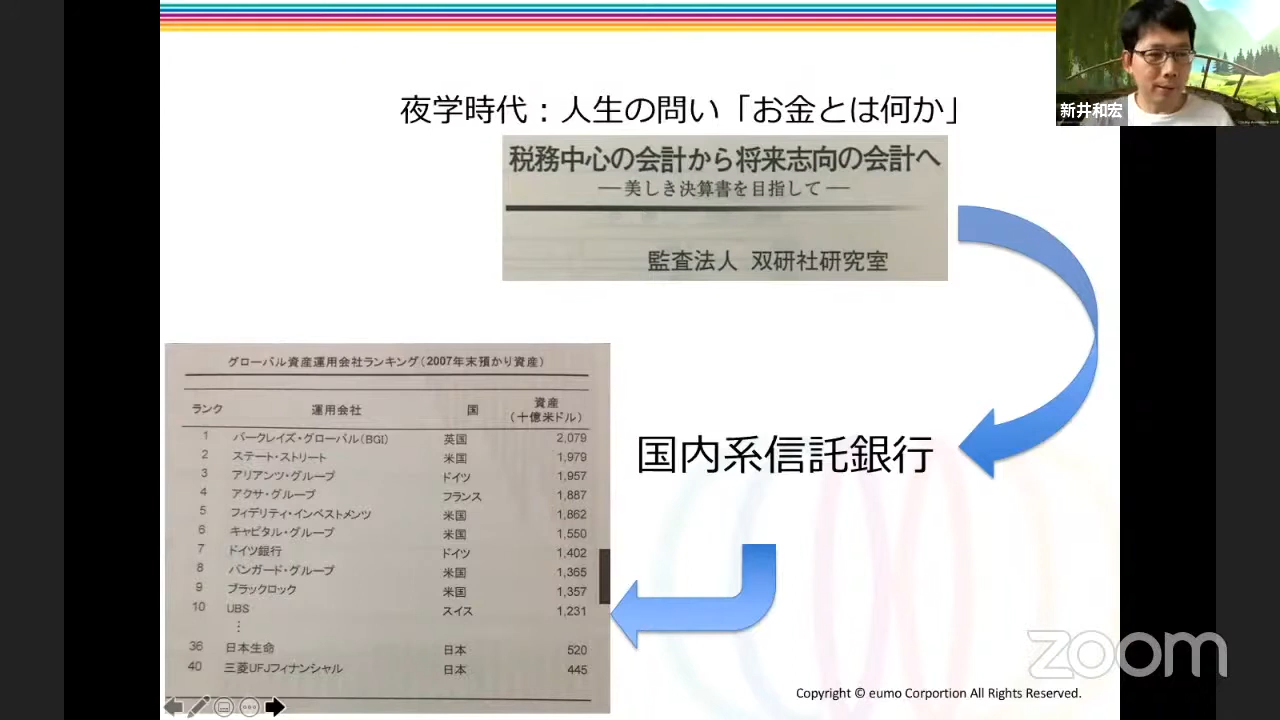 夜学時代：人生の問い「お金とは何か」
新井和宏
税務中心の会計から将来志向の会計へ
―美しき決算書を目指して―
監査法人 双研社研究室
グローバル資産運用会社ランキング(2007年末預かり資産)
ランク 運用会社 国 資産(十億米ドル)
1 バークレイズ・グローバル(BGI) 英国 2,079
2 ステート・ストリート 米国 1,979
3 アリアンツ・グループ ドイツ 1,957
4 アクサ・グループ フランス 1,887
5 フィデリティ・インベストメンツ 米国 1,862
6 キャピタル・グループ 米国 1,550
7 ドイツ銀行 ドイツ 1,402
8 バンガード・グループ 米国 1,365
9 ブラックロック 米国 1,357
10 UBS スイス 1,231
⋮
36 日本生命 日本 520
40 三菱UFJフィナンシャル 日本 445
国内系信託銀行
zoom
Copyright © eumo Corportion All Rights Reserved.